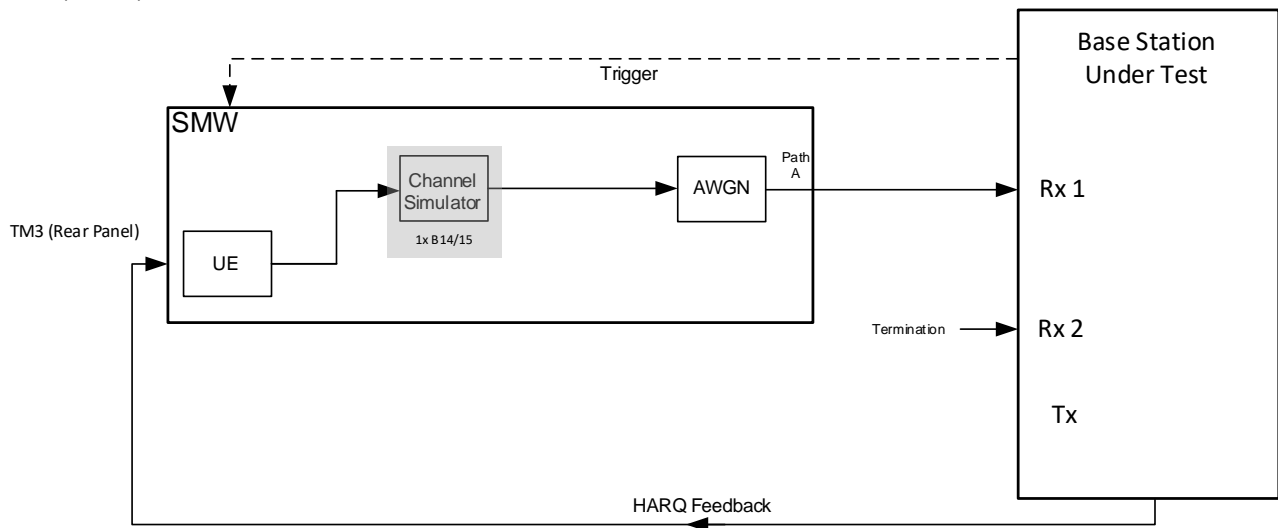 Base Station
Under Test
Trigger
SMW
Channel
Simulator
1x B14/15
AWGN
Path
A
Rx 1
TM3 (Rear Panel)
UE
Termination
Rx 2
Tx
HARQ Feedback